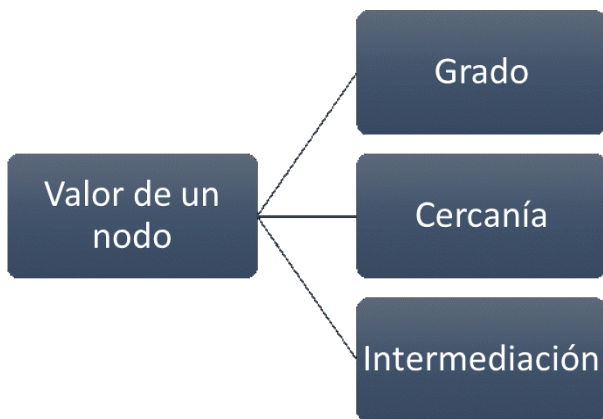 Grado
Valor de un
nodo
Cercanía
Intermediación